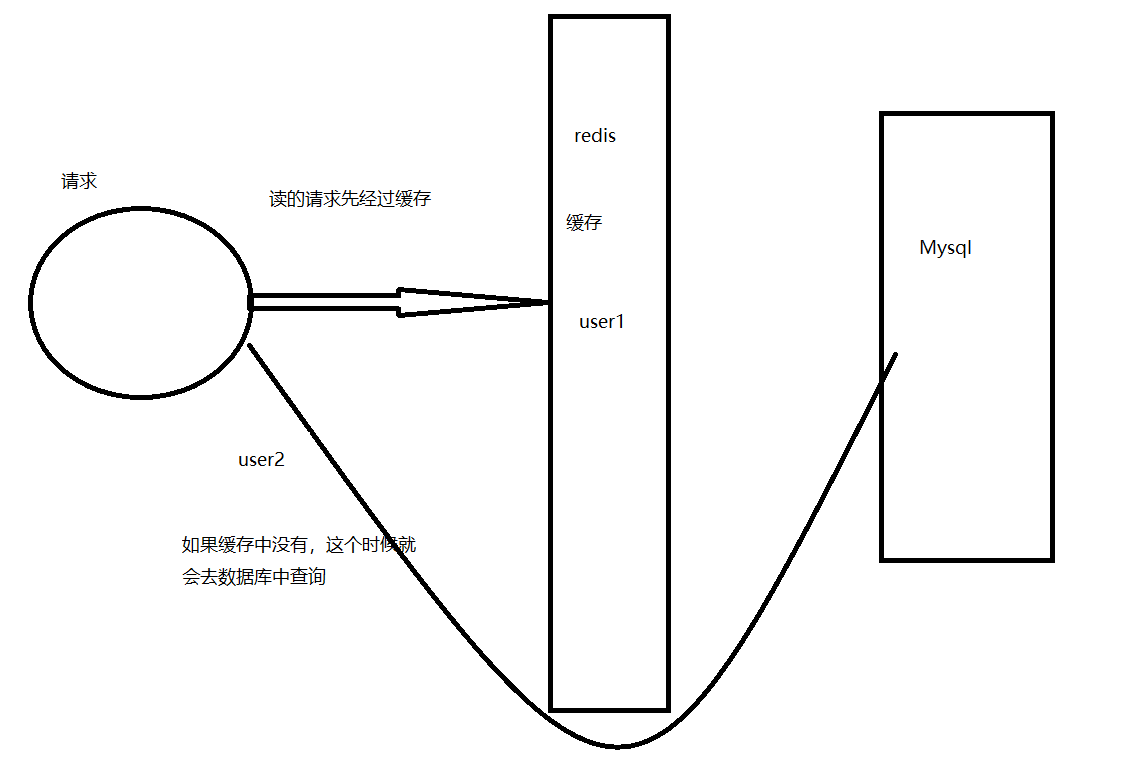 请求
读的请求先经过缓存
redis
缓存
user1
Mysql
user2
如果缓存中没有，这个时候就
会去数据库中查询